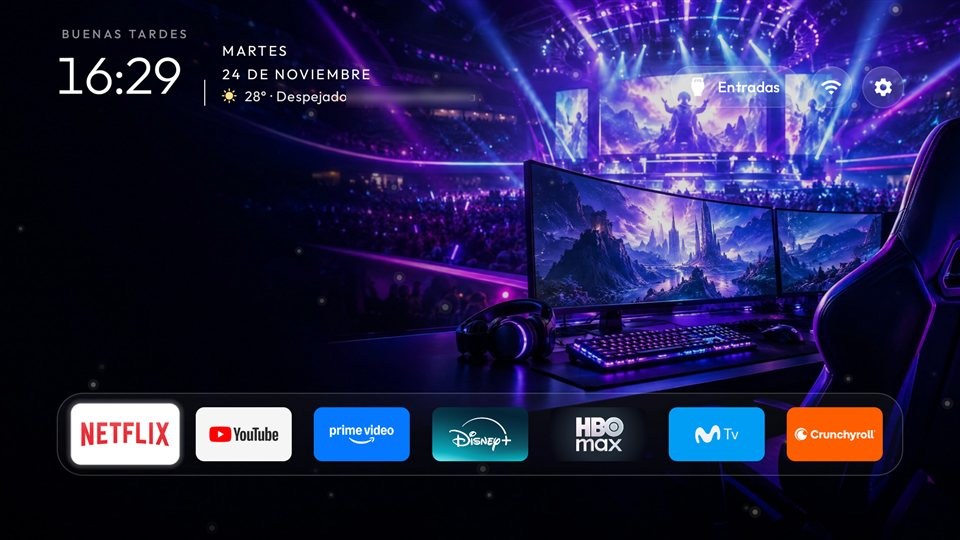 BUENAS TARDES
16:29
MARTES
24 DE NOVIEMBRE
28° · Despejado
Entradas
NETFLIX
YouTube
prime video
Disney+
HBO max
Tv
Crunchyroll